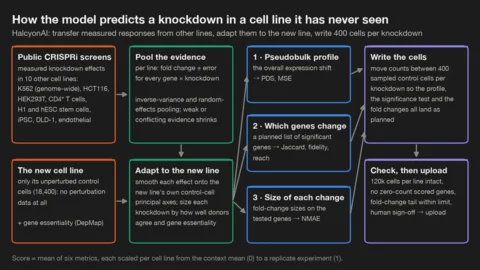 How the model predicts a knockdown in a cell line it has never seen
HalcyonAI: transfer measured responses from other lines, adapt them to the new line, write 400 cells per knockdown
Public CRISPRi screens
measured knockdown effects
in 10 other cell lines:
K562 (genome-wide), HCT116,
HEK293T, CD4⁺ T cells,
H1 and hESC stem cells,
iPSC, DLD-1, endothelial
Pool the evidence
per line: fold change + error
for every gene × knockdown
inverse-variance and random-
effects pooling; weak or
conflicting evidence shrinks
1 · Pseudobulk profile
the overall expression shift
→ PDS, MSE
2 · Which genes change
a planned list of significant
genes → Jaccard, fidelity,
reach
3 · Size of each change
fold-change sizes on the
tested genes → NMAE
Write the cells
move counts between 400
sampled control cells per
knockdown so the profile,
the significance test and the
fold changes all land as
planned
The new cell line
only its unperturbed control
cells (18,400): no perturbation
data at all
+ gene essentiality (DepMap)
Adapt to the new line
smooth each effect onto the
new line's own control-cell
principal axes; size each
knockdown by how well donors
agree and gene essentiality
Check, then upload
120k cells per line intact,
no zero-count scored genes,
fold-change tail within limit,
human sign-off → upload
Score = mean of six metrics, each scaled per cell line from the context mean (0) to a replicate experiment (1).